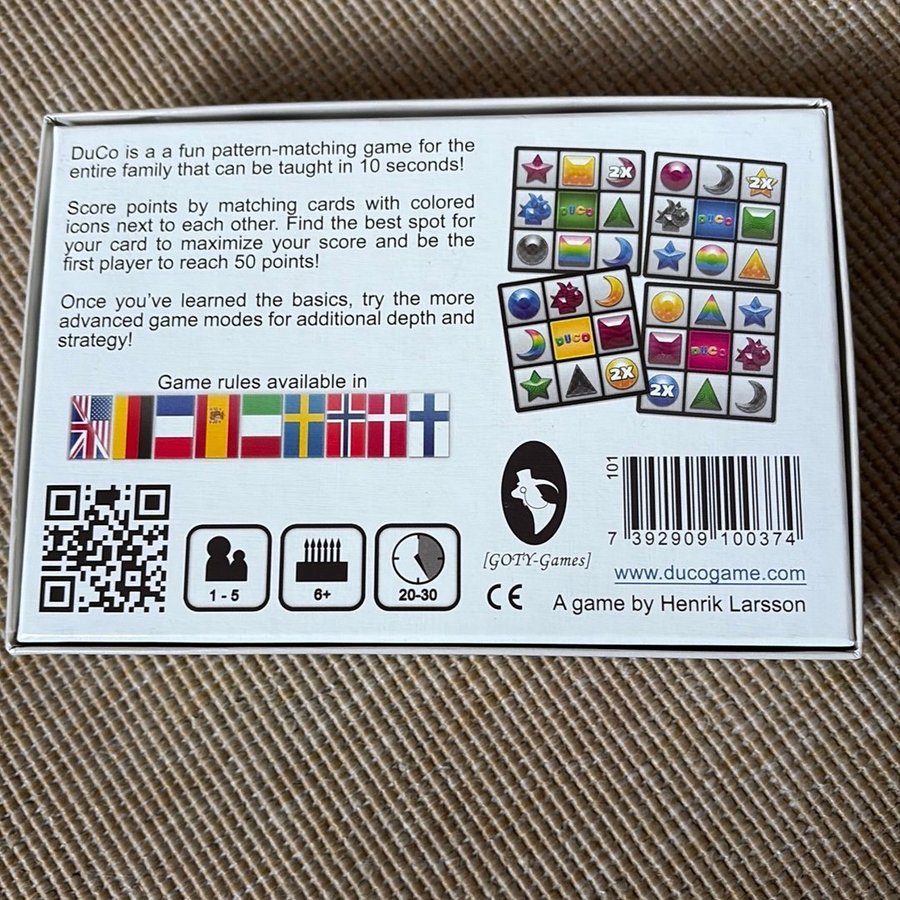 DuCo is a a fun pattern-matching game for the
entire family that can be taught in 10 seconds!
Score points by matching cards with colored
icons next to each other. Find the best spot for
your card to maximize your score and be the
first player to reach 50 points!
Once you've learned the basics, try the more
advanced game modes for additional depth and
strategy!
Game rules available in
2X
DUCO
2X
DUCO
DUCO
2X
DUCO
2X
1 - 5
6+
20-30
[GOTY-Games]
CE
101
7 392909 100374
www.ducogame.com
A game by Henrik Larsson